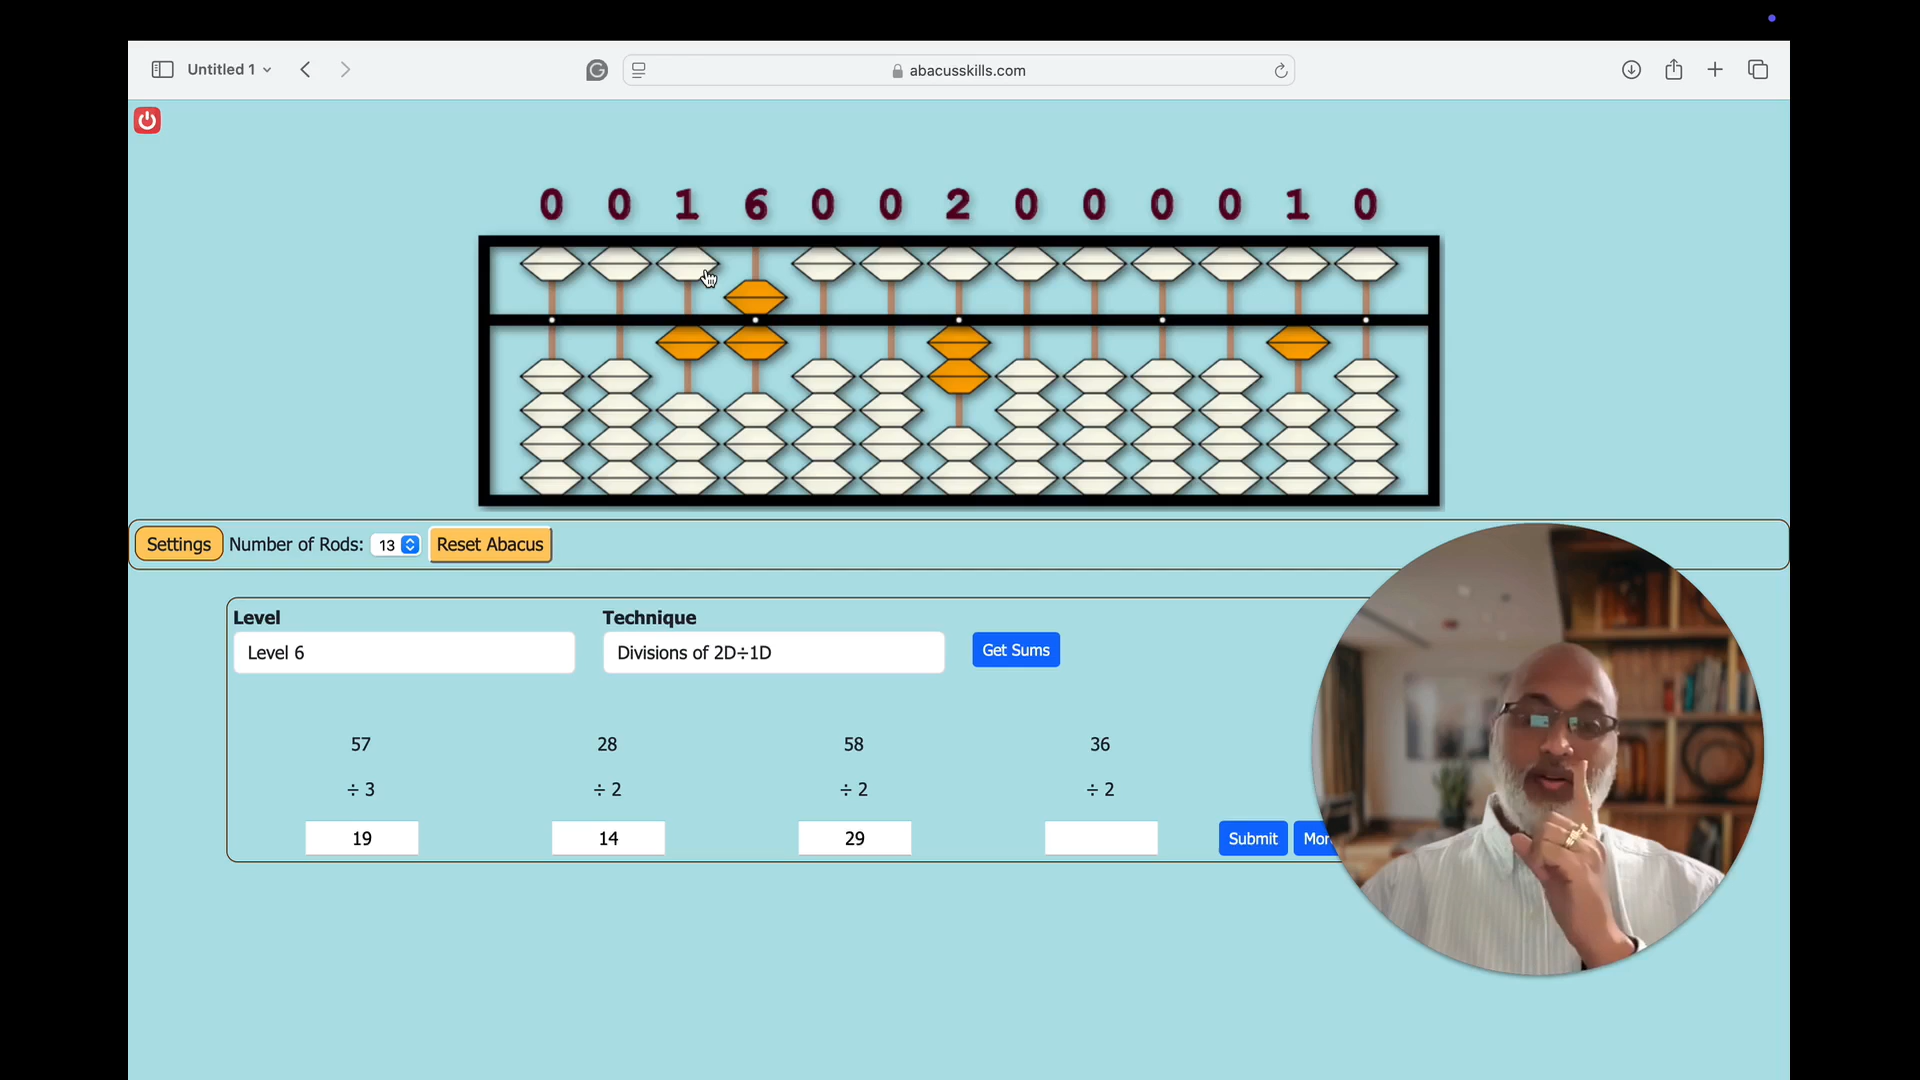 Untitled 1
abacusskills.com
0 0 1 6 0 0 2 0 0 0 0 1 0
Settings Number of Rods: 13 Reset Abacus
Level Technique
Level 6 Divisions of 2D÷1D Get Sums
57 28 58 36
÷ 3 ÷ 2 ÷ 2 ÷ 2
19 14 29 Submit